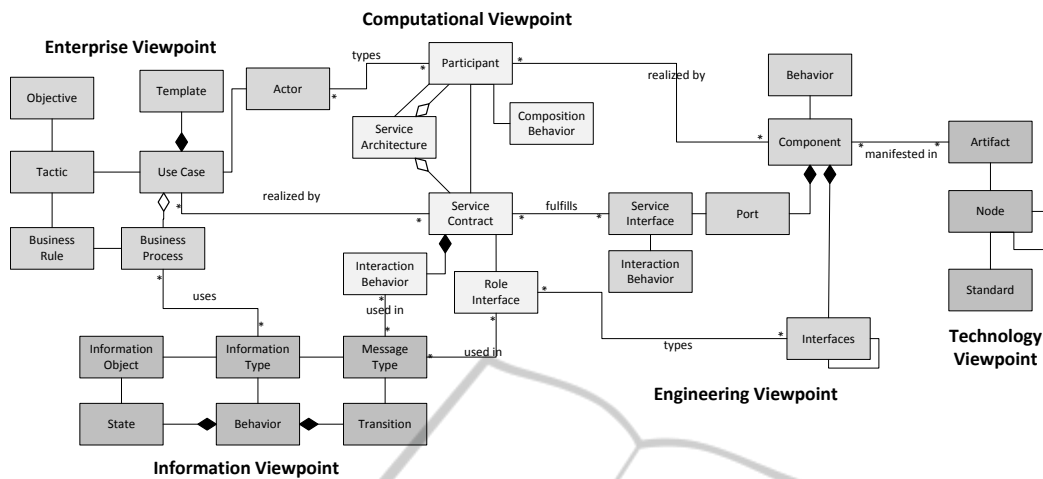 Computational Viewpoint
Enterprise Viewpoint
types
*
*
Participant
*
realized by
*
Behavior
Objective
Template
Actor
Service
Architecture
Composition
Behavior
Component
*
manifested in
*
Artifact
Tactic
Use Case
*
realized by
*
Service
Contract
*
fulfills
*
Service
Interface
Port
Node
Business
Rule
Business
Process
*
Interaction
Behavior
*
Interaction
Behavior
Role
Interface
*
*
Standard
uses
*
used in
*
used in
*
types
*
Interfaces
Technology
Viewpoint
Information
Object
Information
Type
Message
Type
Engineering Viewpoint
State
Behavior
Transition
Information Viewpoint